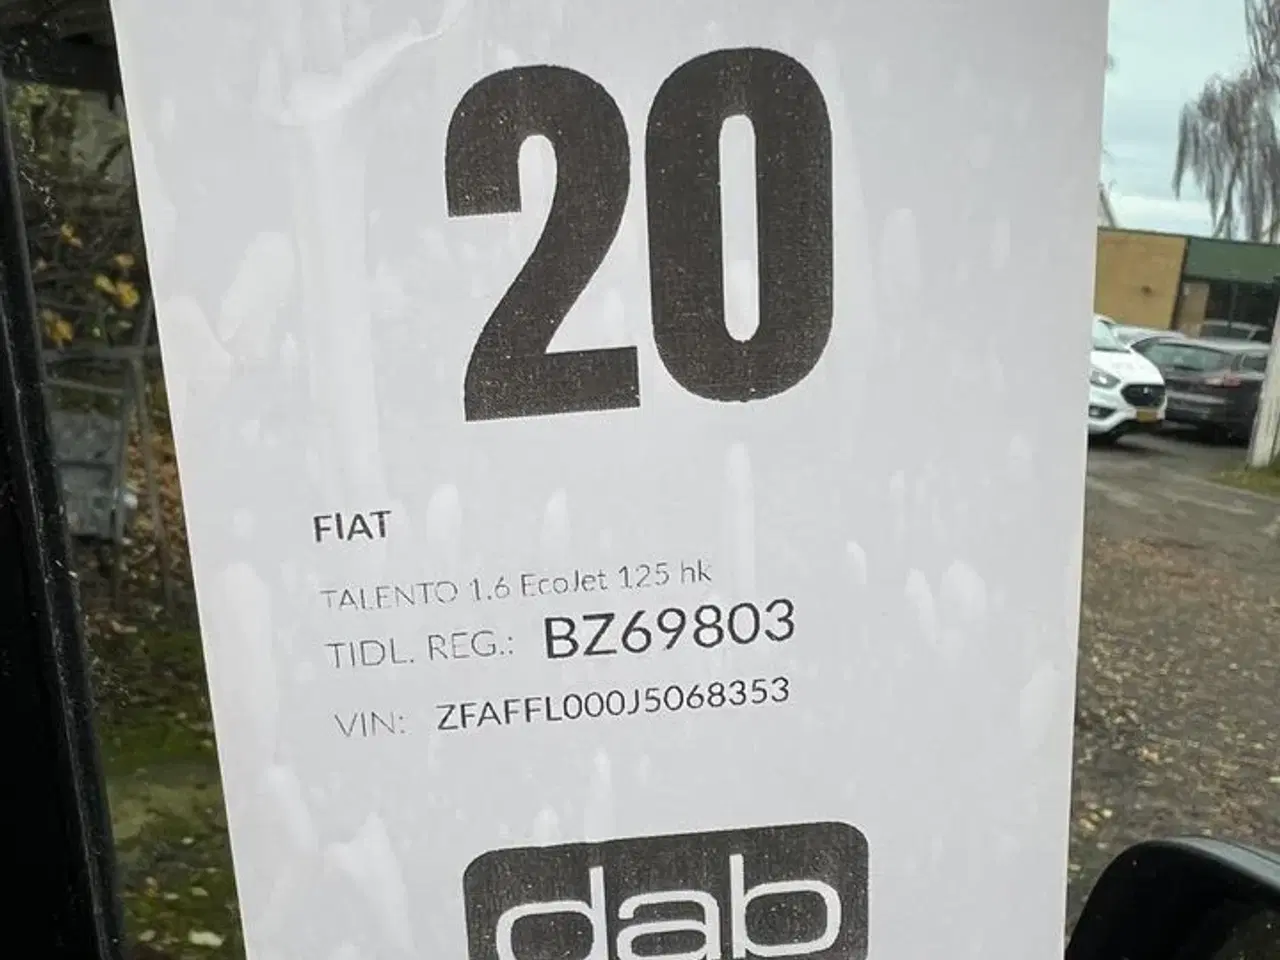 20
FIAT
TALENTO 1.6 EcoJet 125 hk
TIDL. REG.: BZ69803
VIN: ZFAFFL000J5068353
dab